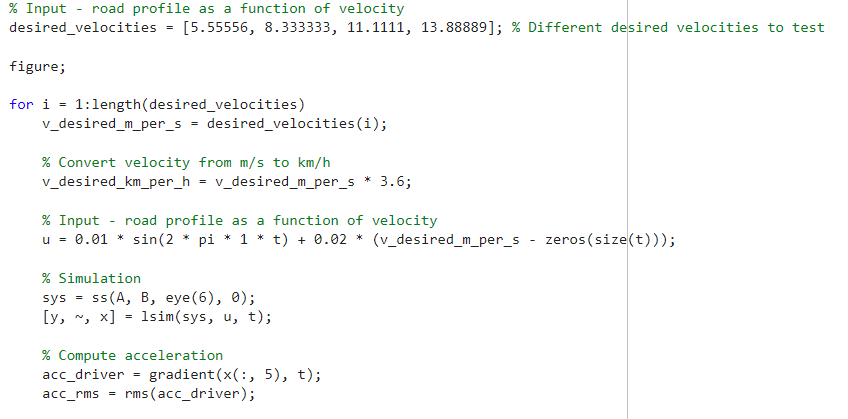 % Input - road profile as a function of velocity
desired_velocities = [5.55556, 8.333333, 11.1111, 13.88889]; % Different desired velocities to test
figure;
for i = 1:length(desired_velocities)
v_desired_m_per_s = desired_velocities(i);
% Convert velocity from m/s to km/h
v_desired_km_per_h = v_desired_m_per_s * 3.6;
% Input - road profile as a function of velocity
u = 0.01 * sin(2 * pi * 1 * t) + 0.02 * (v_desired_m_per_s - zeros(size(t)));
% Simulation
sys = ss(A, B, eye(6), 0);
[y, ~, x] = lsim(sys, u, t);
% Compute acceleration
acc_driver = gradient(x(:, 5), t);
acc_rms = rms(acc_driver);